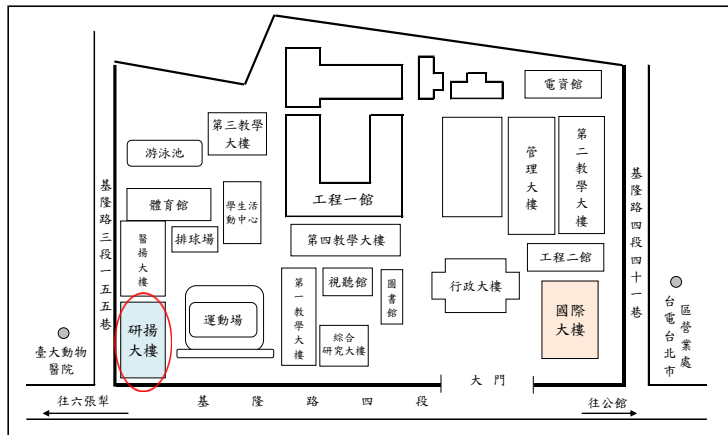 電資館
第三教學
大樓
游泳池
工程一館
管理大樓
第二教學大樓
體育館
學生活
動中心
排球場
醫揚大樓
第四教學大樓
工程二館
第一教學大樓
視聽館
圖書館
行政大樓
運動場
綜合
研究大樓
研揚
大樓
國際
大樓
基隆路三段一五五巷
基隆路四段四十一巷
臺大動物
醫院
區營業處
台電台北市
大門
往六張犁
基隆路四段
往公館